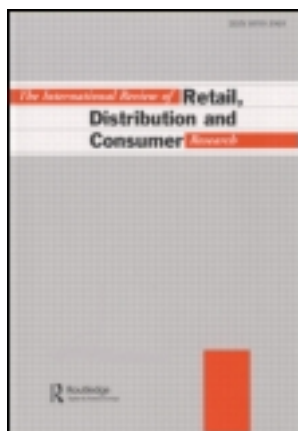 The International Review of Retail,
Distribution and
Consumer Research
Routledge